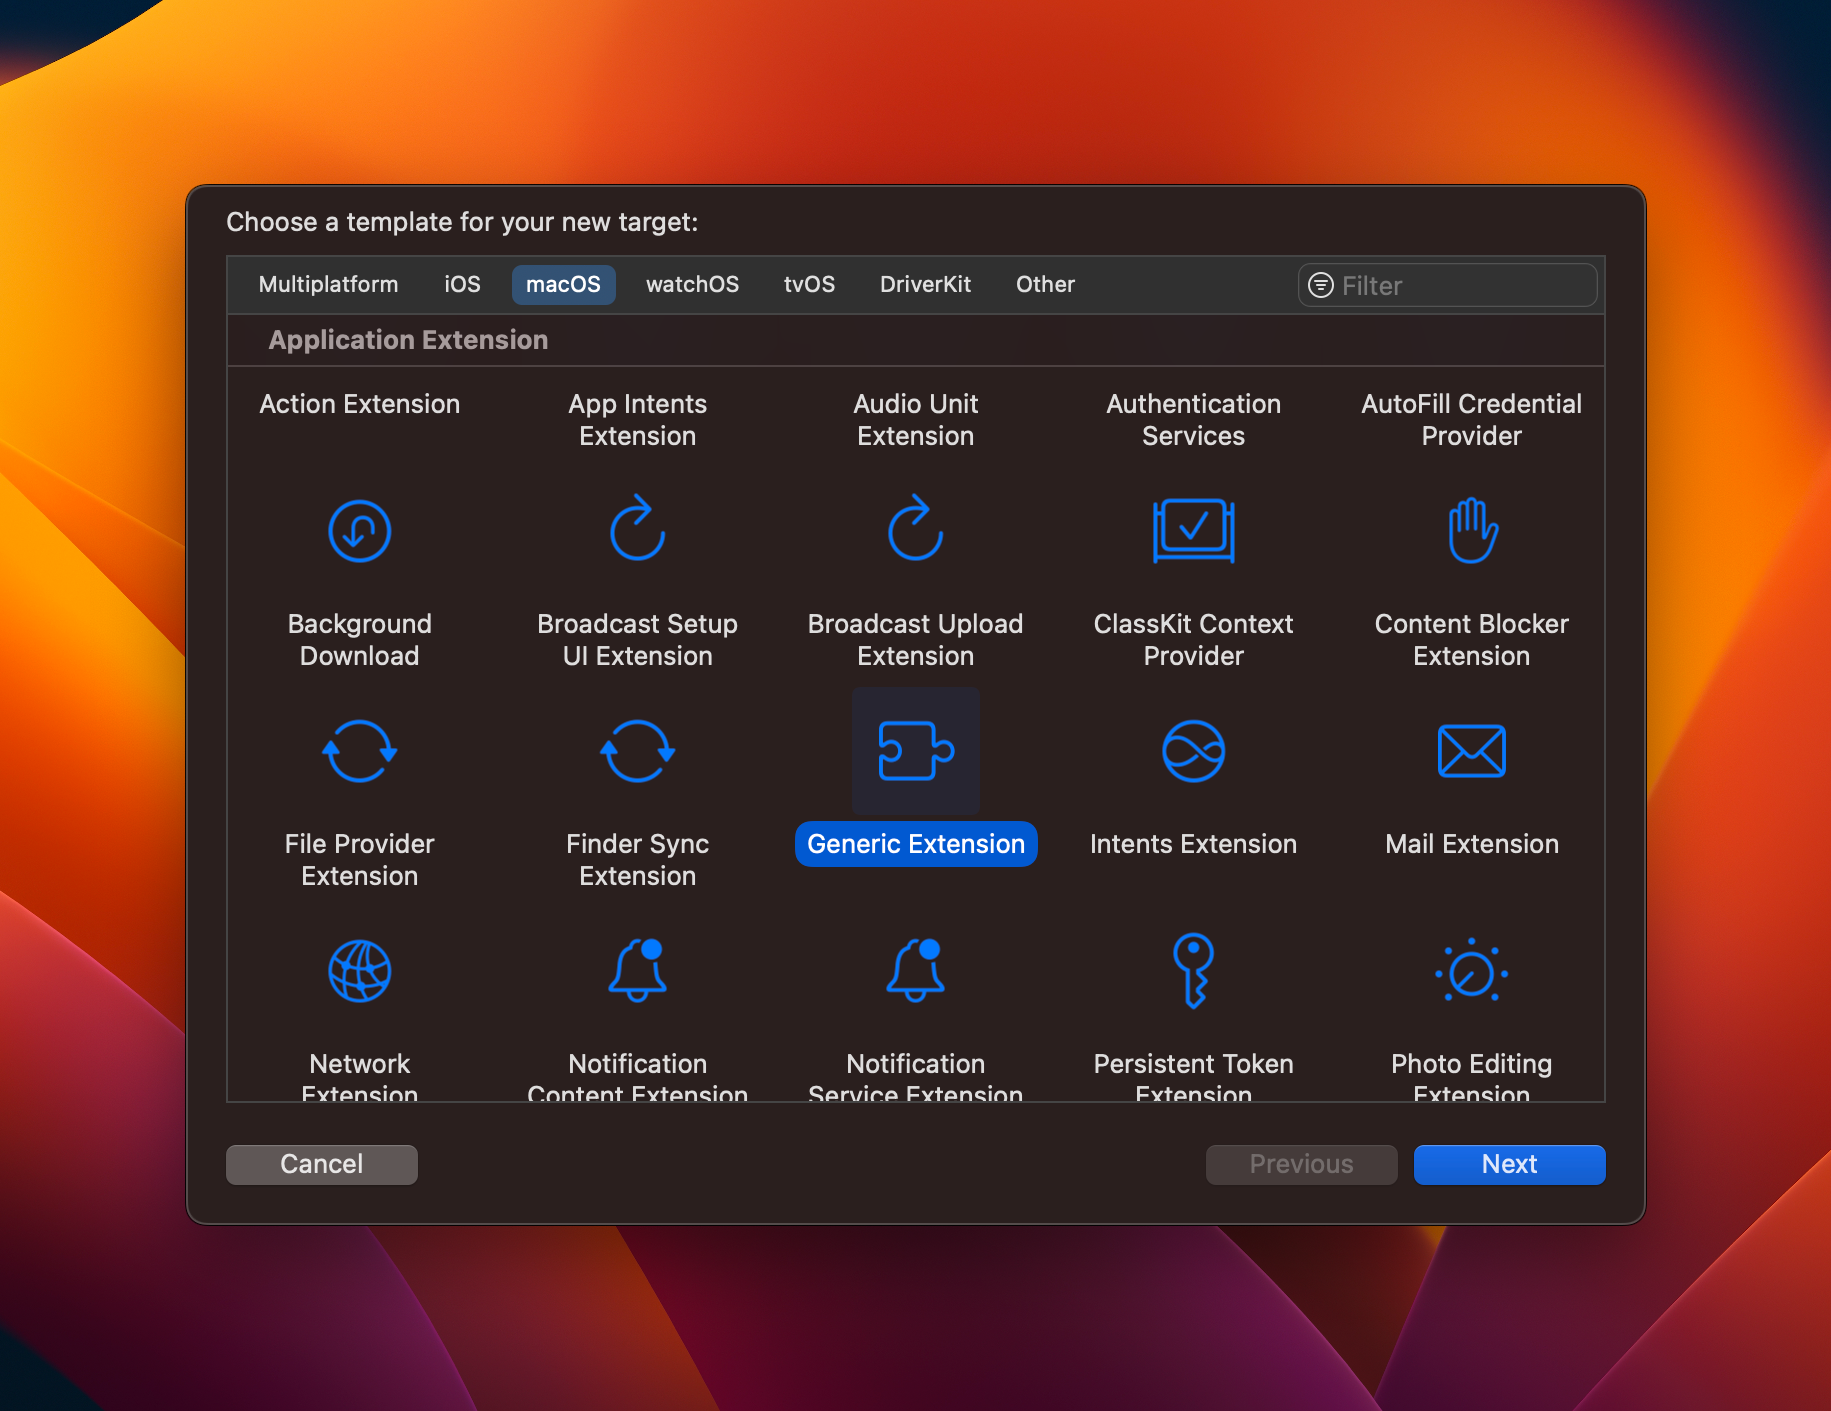 Choose a template for your new target:
Multiplatform iOS macOS watchOS tvOS DriverKit Other Filter
Application Extension
Action Extension
App Intents
Extension
Audio Unit
Extension
Authentication
Services
AutoFill Credential
Provider
Background
Download
Broadcast Setup
UI Extension
Broadcast Upload
Extension
ClassKit Context
Provider
Content Blocker
Extension
File Provider
Extension
Finder Sync
Extension
Generic Extension
Intents Extension
Mail Extension
Network
Extension
Notification
Content Extension
Notification
Service Extension
Persistent Token
Extension
Photo Editing
Extension
Cancel Previous Next